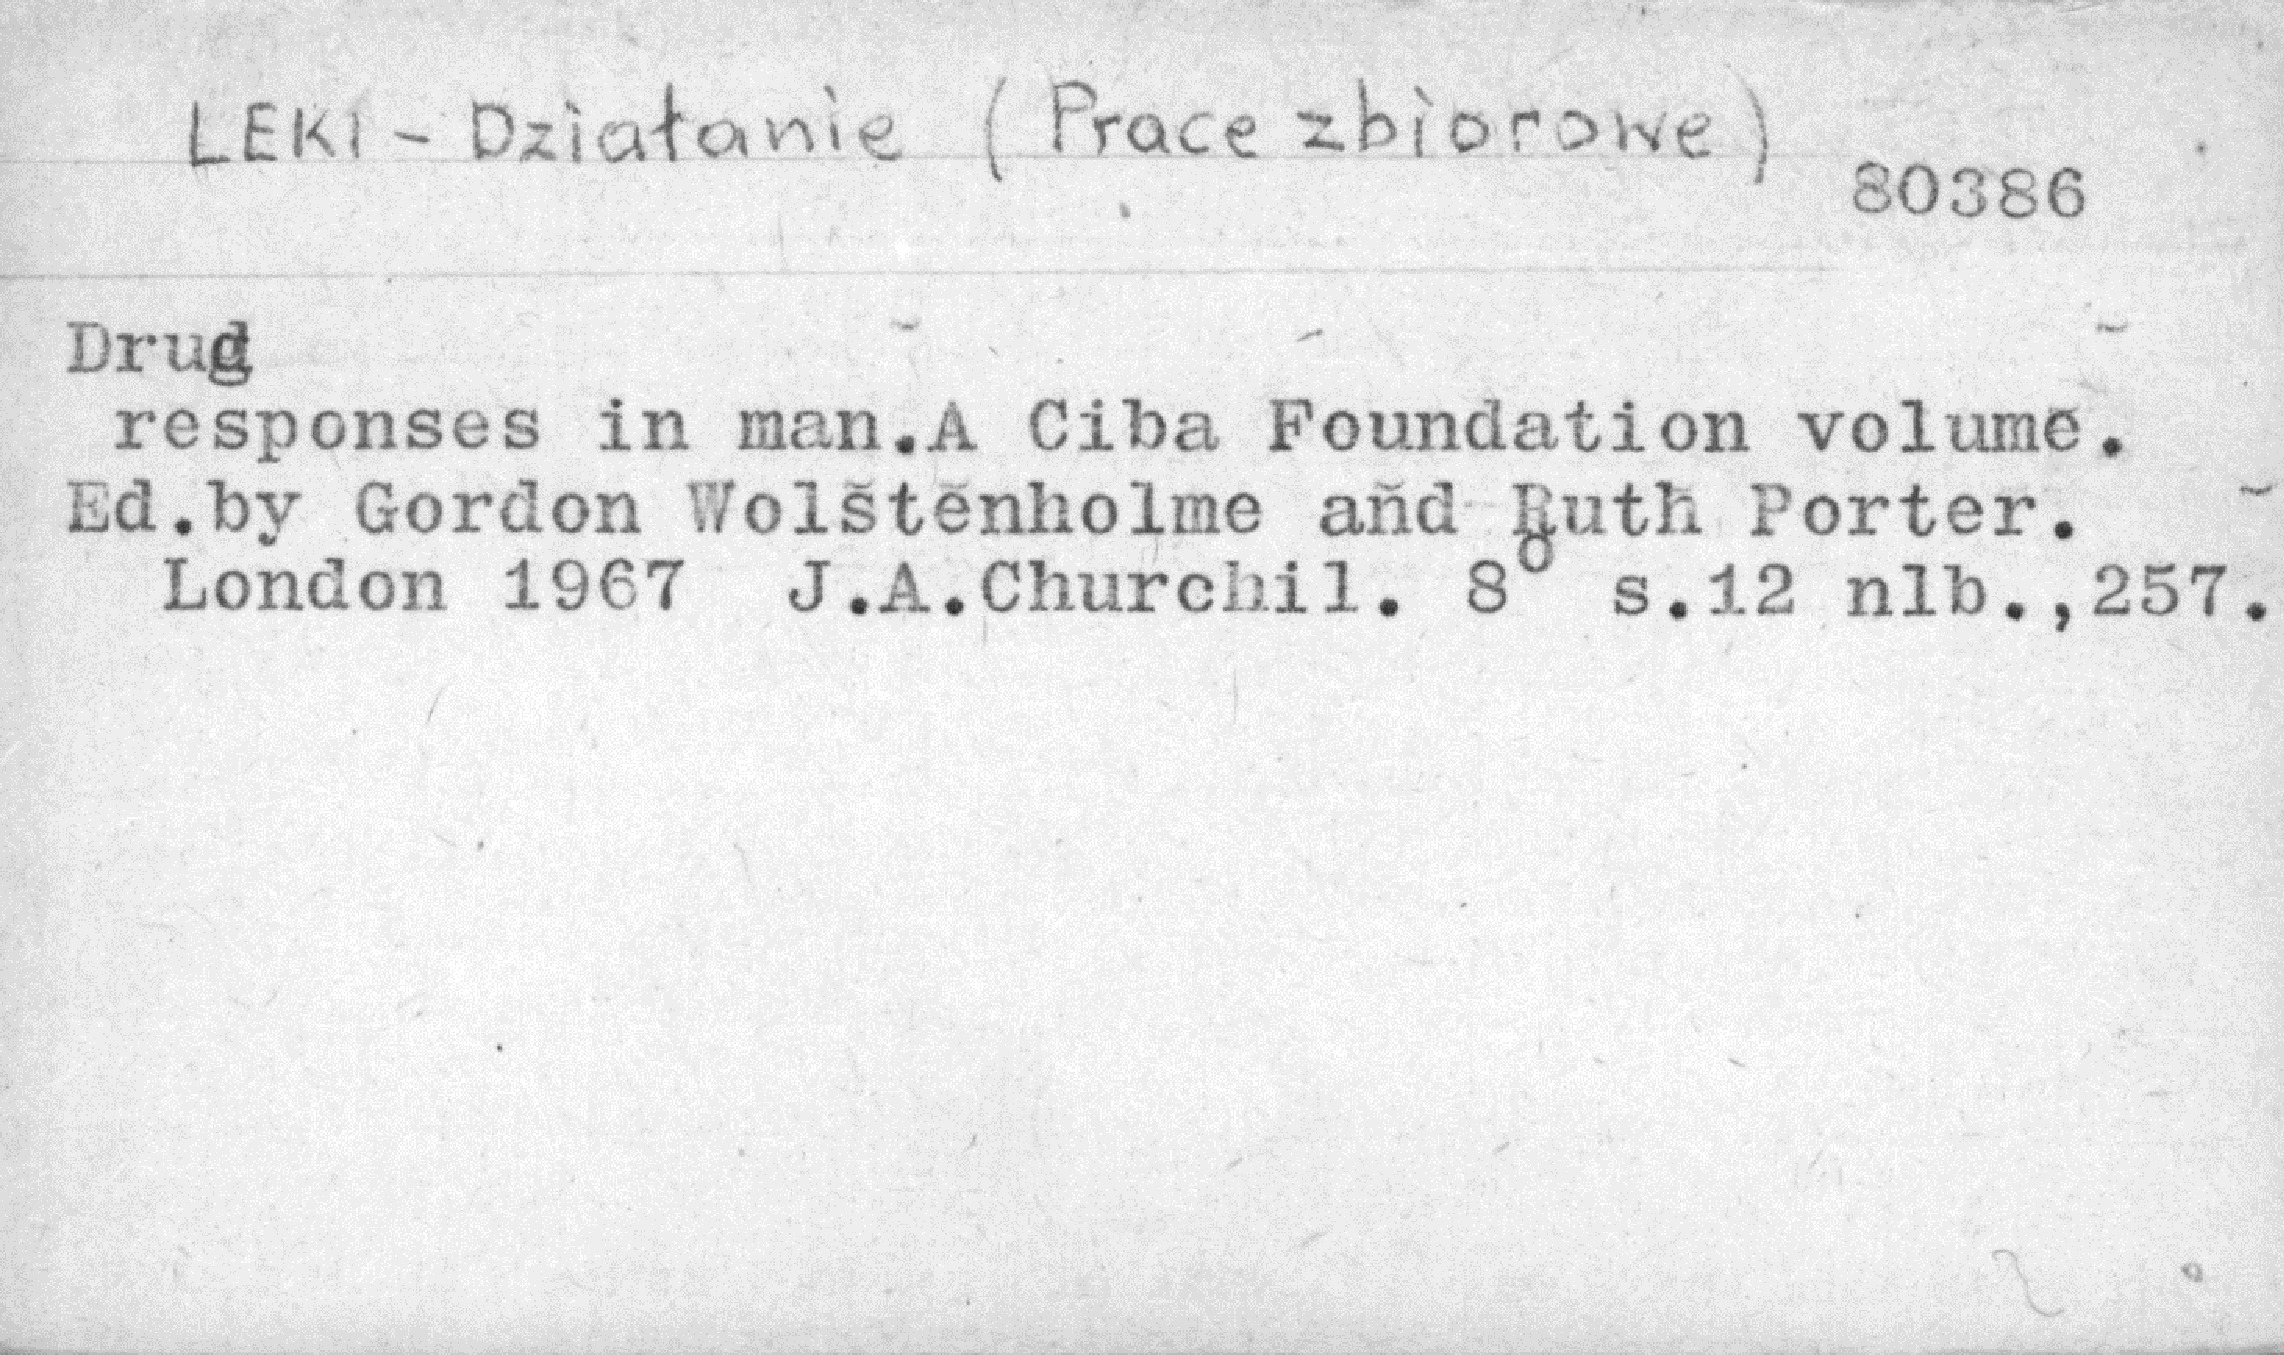 LEKI - Działanie (Prace zbiorowe)
80386
Drug
responses in man.A Ciba Foundation volume.
Ed.by Gordon Wolstenholme and Ruth Porter.
London 1967 J.A.Churchil. 8° s.12 nlb.,257.